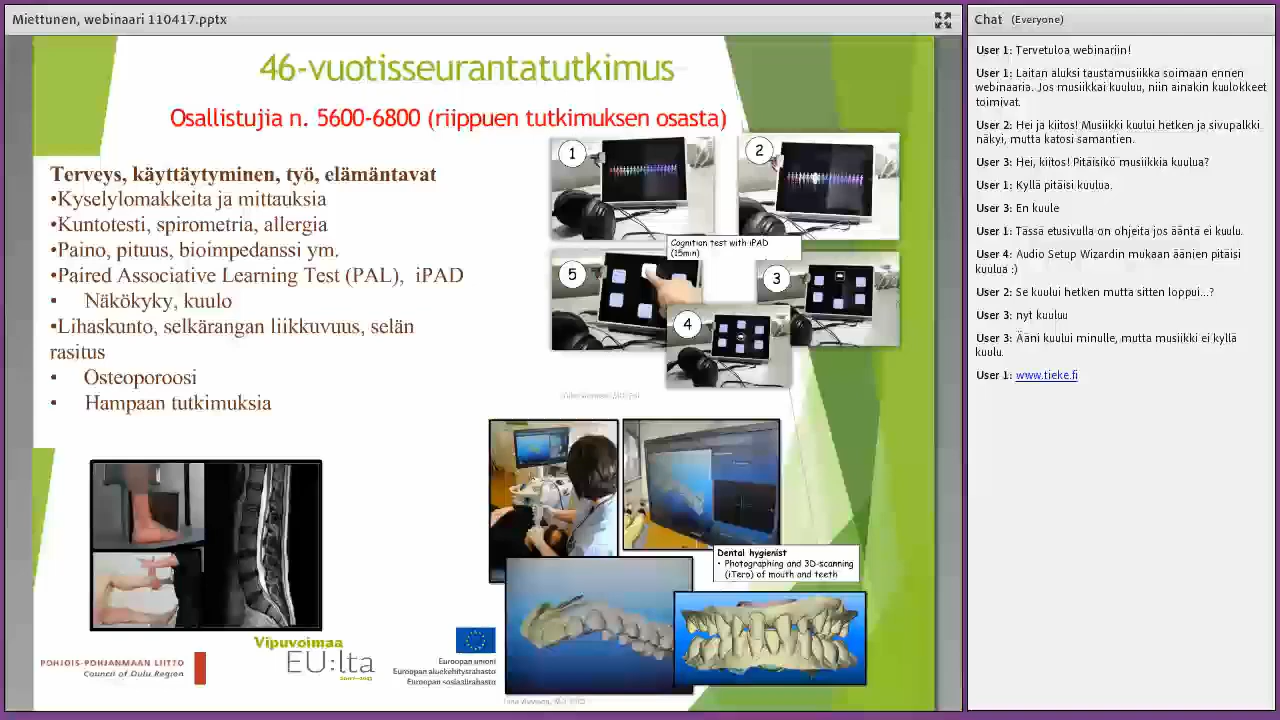 Miettunen, webinaari 110417.pptx
46-vuotisseurantatutkimus
Osallistujia n. 5600-6800 (riippuen tutkimuksen osasta)
Terveys, käyttäytyminen, työ, elämäntavat
•Kyselylomakkeita ja mittauksia
•Kuntotesti, spirometria, allergia
•Paino, pituus, bioimpedanssi ym.
•Paired Associative Learning Test (PAL), iPAD
• Näkökyky, kuulo
•Lihaskunto, selkärangan liikkuvuus, selän
rasitus
• Osteoporoosi
• Hampaan tutkimuksia
1
2
Cognition test with iPAD
(15min)
5
3
4
Dental hygienist
• Photographing and 3D-scanning
(iTero) of mouth and teeth
POHJOIS-POHJANMAAN LIITTO
Council of Oulu Region
Vipuvoimaa
EU:lta
2007-2013
Euroopan unioni
Euroopan aluekehitysrahasto
Euroopan sosiaalirahasto
Chat (Everyone)
User 1: Tervetuloa webinariin!
User 1: Laitan aluksi taustamusiikka soimaan ennen
webinaaria. Jos musiikkai kuuluu, niin ainakin kuulokkeet
toimivat.
User 2: Hei ja kiitos! Musiikki kuului hetken ja sivupalkki
näkyi, mutta katosi samantien.
User 3: Hei, kiitos! Pitäisikö musiikkia kuulua?
User 1: Kyllä pitäisi kuulua.
User 3: En kuule
User 1: Tässä etusivulla on ohjeita jos ääntä ei kuulu.
User 4: Audio Setup Wizardin mukaan äänien pitäisi
kuulua :)
User 2: Se kuului hetken mutta sitten loppui...?
User 3: nyt kuuluu
User 3: Ääni kuului minulle, mutta musiikki ei kyllä
kuulu.
User 1: www.tieke.fi